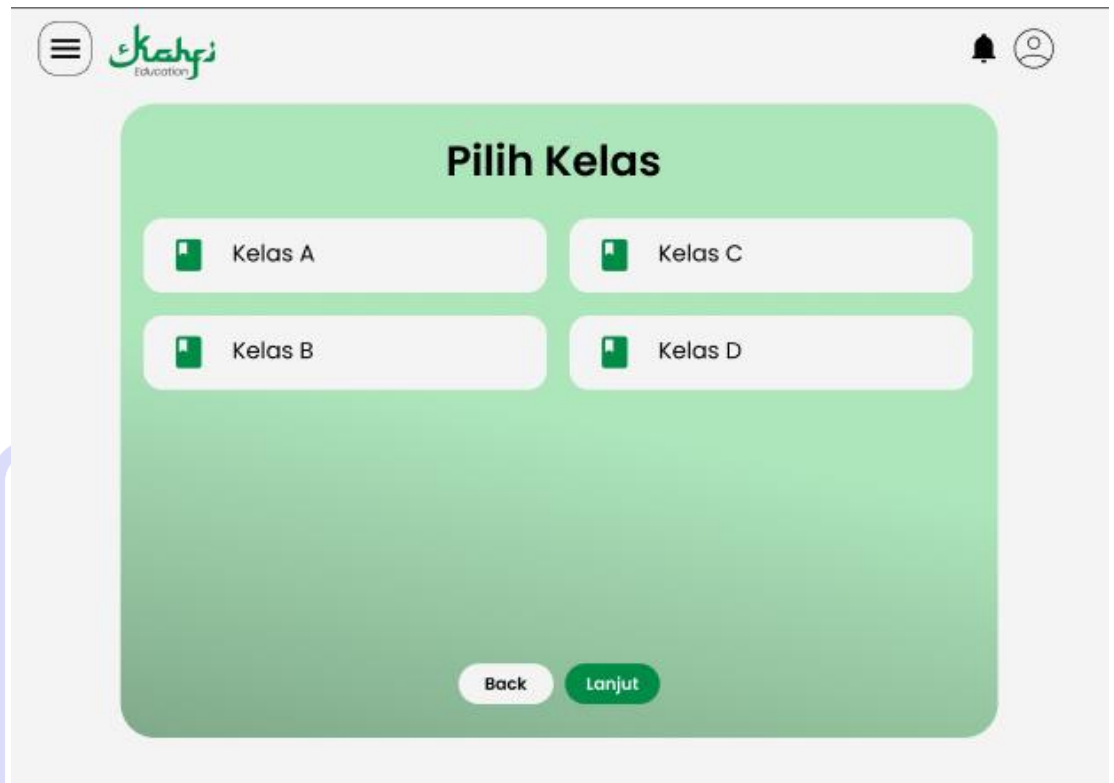 Kahfi
Education
Pilih Kelas
Kelas A
Kelas C
Kelas B
Kelas D
Back
Lanjut